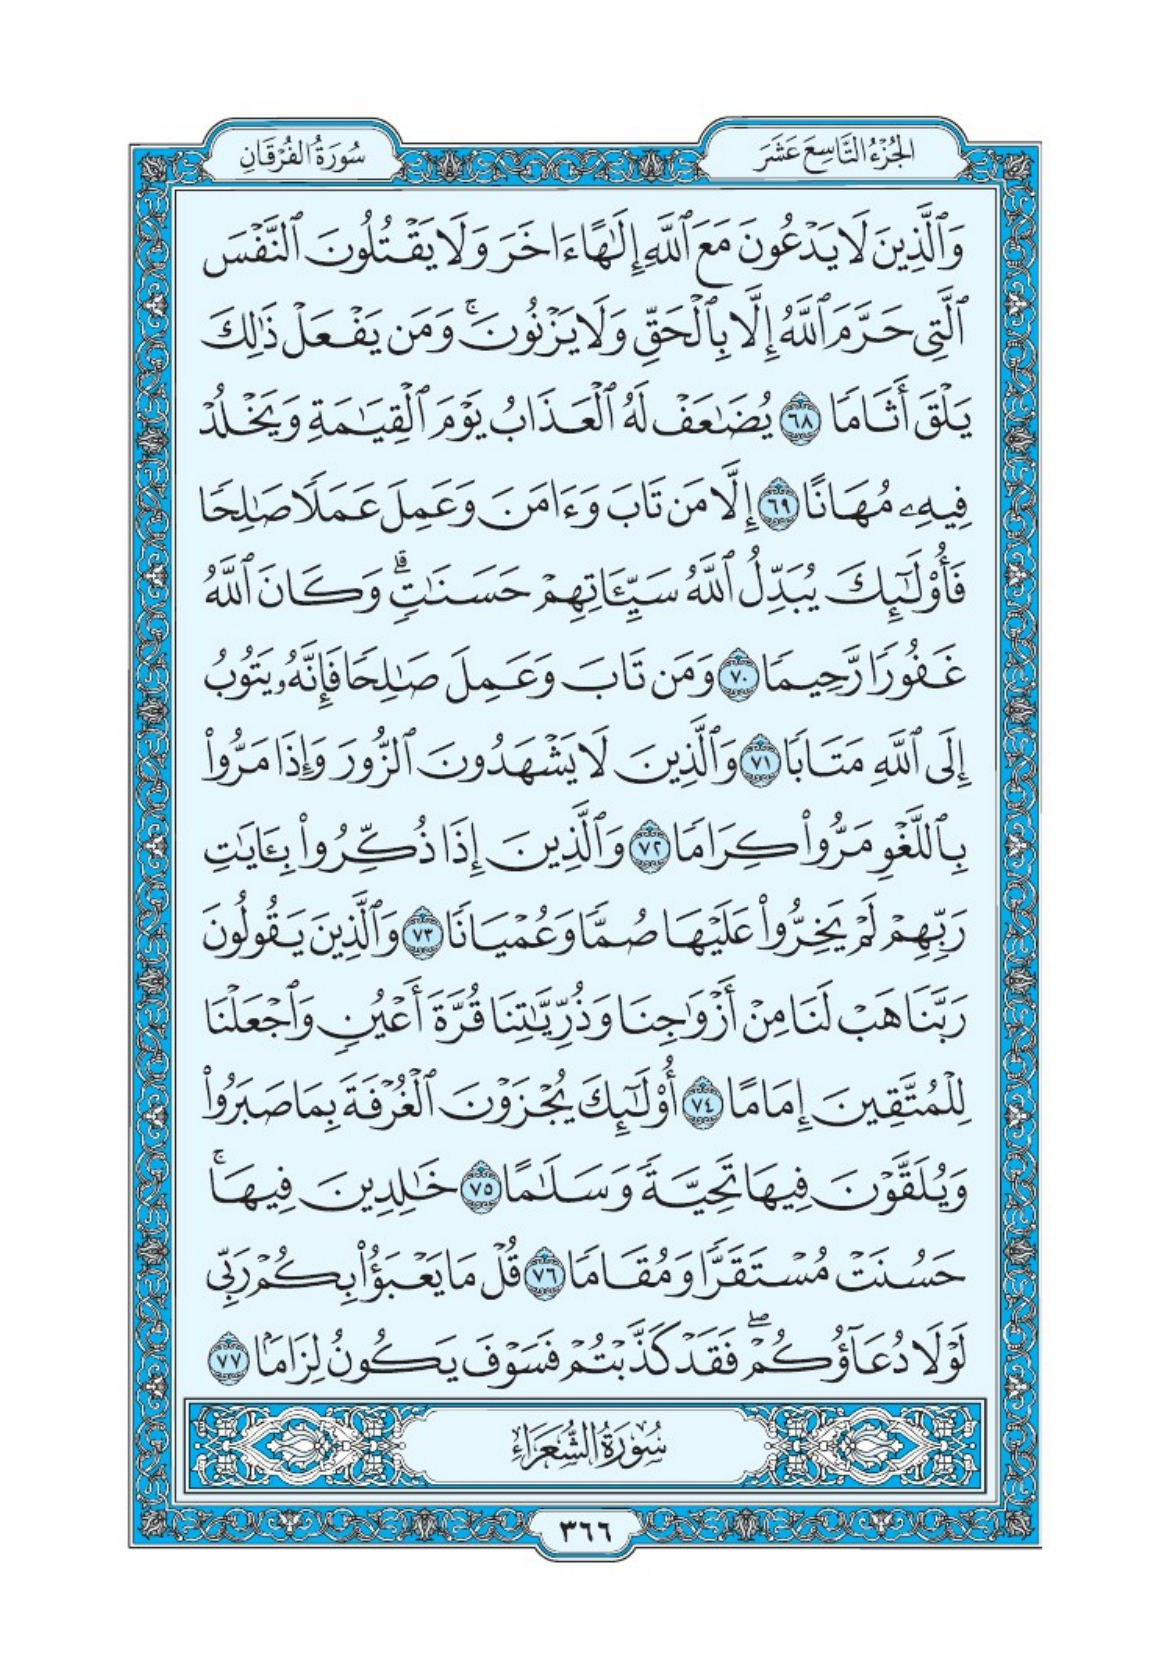 الجُزْءُ التَّاسِعَ عَشَرَ
سُورَةُ الفُرْقَانِ
وَٱلَّذِينَ لَا يَدْعُونَ مَعَ ٱللَّهِ إِلَٰهًا ءَاخَرَ وَلَا يَقْتُلُونَ ٱلنَّفْسَ
ٱلَّتِي حَرَّمَ ٱللَّهُ إِلَّا بِٱلْحَقِّ وَلَا يَزْنُونَ ۚ وَمَن يَفْعَلْ ذَٰلِكَ
يَلْقَ أَثَامًا ٦٨ يُضَٰعَفْ لَهُ ٱلْعَذَابُ يَوْمَ ٱلْقِيَٰمَةِ وَيَخْلُدْ
فِيهِۦ مُهَانًا ٦٩ إِلَّا مَن تَابَ وَءَامَنَ وَعَمِلَ عَمَلًا صَٰلِحًا
فَأُوْلَٰٓئِكَ يُبَدِّلُ ٱللَّهُ سَيِّـَٔاتِهِمْ حَسَنَٰتٍ ۗ وَكَانَ ٱللَّهُ
غَفُورًا رَّحِيمًا ٧٠ وَمَن تَابَ وَعَمِلَ صَٰلِحًا فَإِنَّهُۥ يَتُوبُ
إِلَى ٱللَّهِ مَتَابًا ٧١ وَٱلَّذِينَ لَا يَشْهَدُونَ ٱلزُّورَ وَإِذَا مَرُّوا۟
بِٱللَّغْوِ مَرُّوا۟ كِرَامًا ٧٢ وَٱلَّذِينَ إِذَا ذُكِّرُوا۟ بِـَٔايَٰتِ
رَبِّهِمْ لَمْ يَخِرُّوا۟ عَلَيْهَا صُمًّا وَعُمْيَانًا ٧٣ وَٱلَّذِينَ يَقُولُونَ
رَبَّنَا هَبْ لَنَا مِنْ أَزْوَٰجِنَا وَذُرِّيَّٰتِنَا قُرَّةَ أَعْيُنٍ وَٱجْعَلْنَا
لِلْمُتَّقِينَ إِمَامًا ٧٤ أُوْلَٰٓئِكَ يُجْزَوْنَ ٱلْغُرْفَةَ بِمَا صَبَرُوا۟
وَيُلَقَّوْنَ فِيهَا تَحِيَّةً وَسَلَٰمًا ٧٥ خَٰلِدِينَ فِيهَا ۚ
حَسُنَتْ مُسْتَقَرًّا وَمُقَامًا ٧٦ قُلْ مَا يَعْبَؤُا۟ بِكُمْ رَبِّي
لَوْلَا دُعَآؤُكُمْ ۖ فَقَدْ كَذَّبْتُمْ فَسَوْفَ يَكُونُ لِزَامًۢا ٧٧
سُورَةُ الشُّعَرَاءِ
٣٦٦